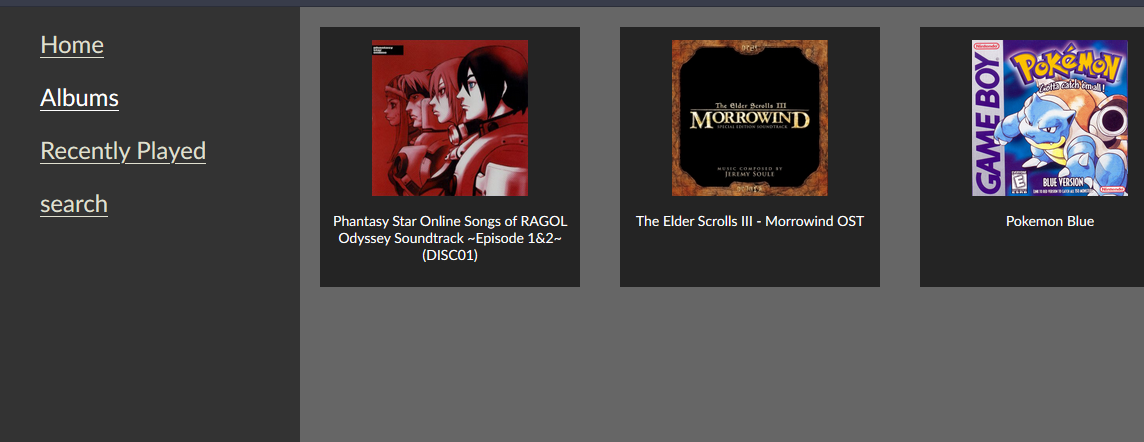 Home
Albums
Recently Played
search
Phantasy Star Online Songs of RAGOL
Odyssey Soundtrack ~Episode 1&2~
(DISC01)
The Elder Scrolls III
MORROWIND
SPECIAL EDITION SOUNDTRACK
MUSIC COMPOSED BY
JEREMY SOULE
The Elder Scrolls III - Morrowind OST
Nintendo
GAME BOY
POKéMON
Gotta catch 'em all!
BLUE VERSION
Nintendo
Pokemon Blue